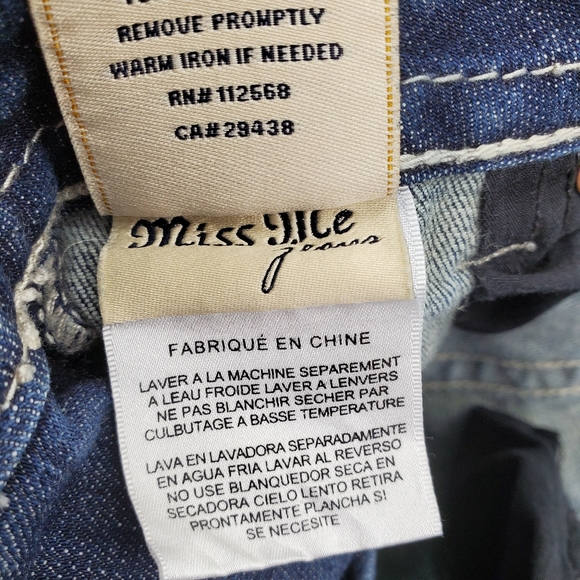 REMOVE PROMPTLY
WARM IRON IF NEEDED
RN# 112568
CA# 29438
Miss Me
jeans
FABRIQUÉ EN CHINE
LAVER A LA MACHINE SEPAREMENT
A LEAU FROIDE LAVER A LENVERS
NE PAS BLANCHIR SÉCHER PAR
CULBUTAGE A BASSE TEMPERATURE
LAVA EN LAVADORA SEPARADAMENTE
EN AGUA FRIA LAVAR AL REVERSO
NO USE BLANQUEDOR SECA EN
SECADORA CIELO LENTO RETIRA
PRONTAMENTE PLANCHA S!
SE NECESITE